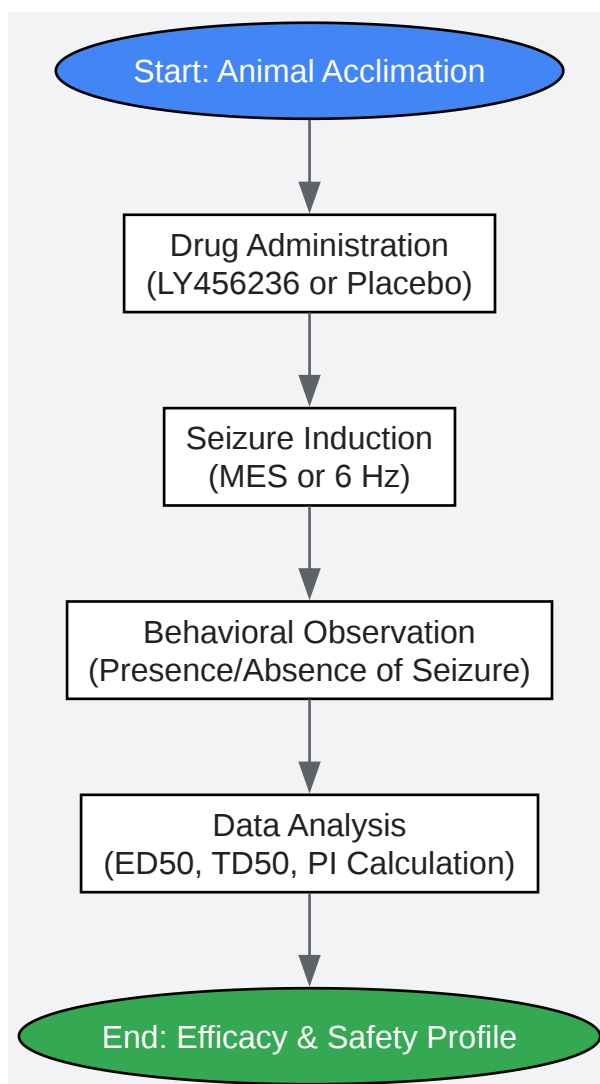 Start: Animal Acclimation
Drug Administration
(LY456236 or Placebo)
Seizure Induction
(MES or 6 Hz)
Behavioral Observation
(Presence/Absence of Seizure)
Data Analysis
(ED50, TD50, PI Calculation)
End: Efficacy & Safety Profile